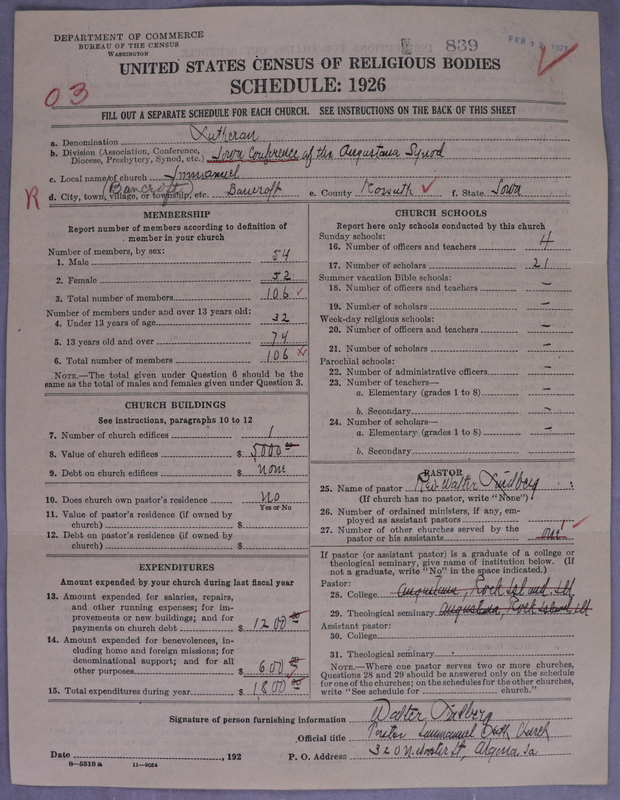 DEPARTMENT OF COMMERCE
BUREAU OF THE CENSUS
WASHINGTON
839
FEB 12 1927
UNITED STATES CENSUS OF RELIGIOUS BODIES
SCHEDULE: 1926
03
FILL OUT A SEPARATE SCHEDULE FOR EACH CHURCH. SEE INSTRUCTIONS ON THE BACK OF THIS SHEET
a. Denomination Lutheran
b. Division (Association, Conference, Diocese, Presbytery, Synod, etc.) Iowa Conference of the Augustana Synod
c. Local name of church Immanuel
R
d. City, town, village, or township, etc. (Bancroft) Bancroft e. County Kossuth f. State Iowa
MEMBERSHIP
Report number of members according to definition of
member in your church
Number of members, by sex:
1. Male 54
2. Female 52
3. Total number of members 106
Number of members under and over 13 years old:
4. Under 13 years of age 32
5. 13 years old and over 74
6. Total number of members 106
NOTE.—The total given under Question 6 should be the
same as the total of males and females given under Question 3.
CHURCH BUILDINGS
See instructions, paragraphs 10 to 12
7. Number of church edifices 1
8. Value of church edifices $ 5000 00
9. Debt on church edifices $ none
10. Does church own pastor's residence No
Yes or No
11. Value of pastor's residence (if owned by
church) $
12. Debt on pastor's residence (if owned by
church) $
EXPENDITURES
Amount expended by your church during last fiscal year
13. Amount expended for salaries, repairs,
and other running expenses; for im-
provements or new buildings; and for
payments on church debt $ 1200 00
14. Amount expended for benevolences, in-
cluding home and foreign missions; for
denominational support; and for all
other purposes $ 600 00
15. Total expenditures during year $ 1800 00
CHURCH SCHOOLS
Report here only schools conducted by this church
Sunday schools:
16. Number of officers and teachers 4
17. Number of scholars 21
Summer vacation Bible schools:
18. Number of officers and teachers –
19. Number of scholars –
Week-day religious schools:
20. Number of officers and teachers –
21. Number of scholars –
Parochial schools:
22. Number of administrative officers –
23. Number of teachers—
a. Elementary (grades 1 to 8) –
b. Secondary –
24. Number of scholars—
a. Elementary (grades 1 to 8) –
b. Secondary –
PASTOR
25. Name of pastor Rev Walter Lindberg
(If church has no pastor, write "None")
26. Number of ordained ministers, if any, em-
ployed as assistant pastors
27. Number of other churches served by the
pastor or his assistants one 1
If pastor (or assistant pastor) is a graduate of a college or
theological seminary, give name of institution below. (If
not a graduate, write "No" in the space indicated.)
Pastor:
28. College Augustana, Rock Island, Ill
29. Theological seminary Augustana, Rock Island Ill
Assistant pastor:
30. College
31. Theological seminary
NOTE.—Where one pastor serves two or more churches,
Questions 28 and 29 should be answered only on the schedule
for one of the churches; on the schedules for the other churches,
write "See schedule for church."
Signature of person furnishing information Walter Lindberg
Official title Pastor Immanuel Luth Church
Date , 192 P. O. Address 320 N. Wooster St, Algona, Ia
8—5518 a 11—9054